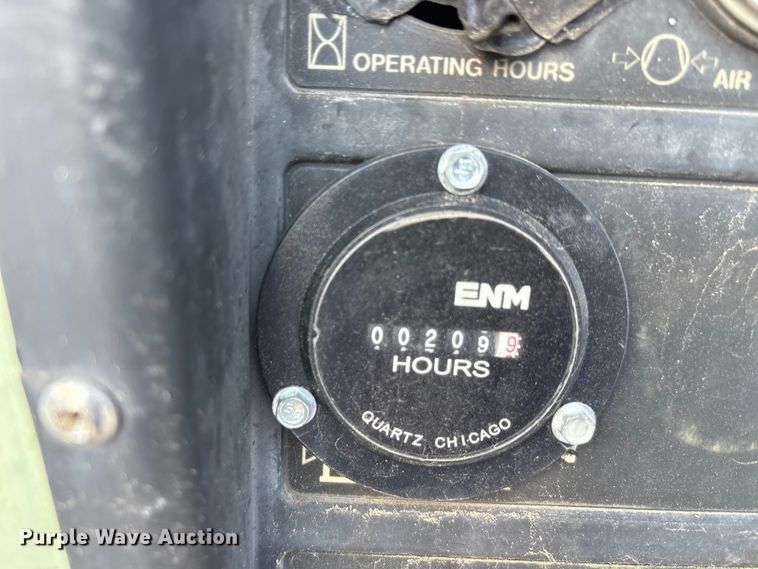 OPERATING HOURS
AIR
ENM
002099
HOURS
QUARTZ CHICAGO
Purple Wave Auction